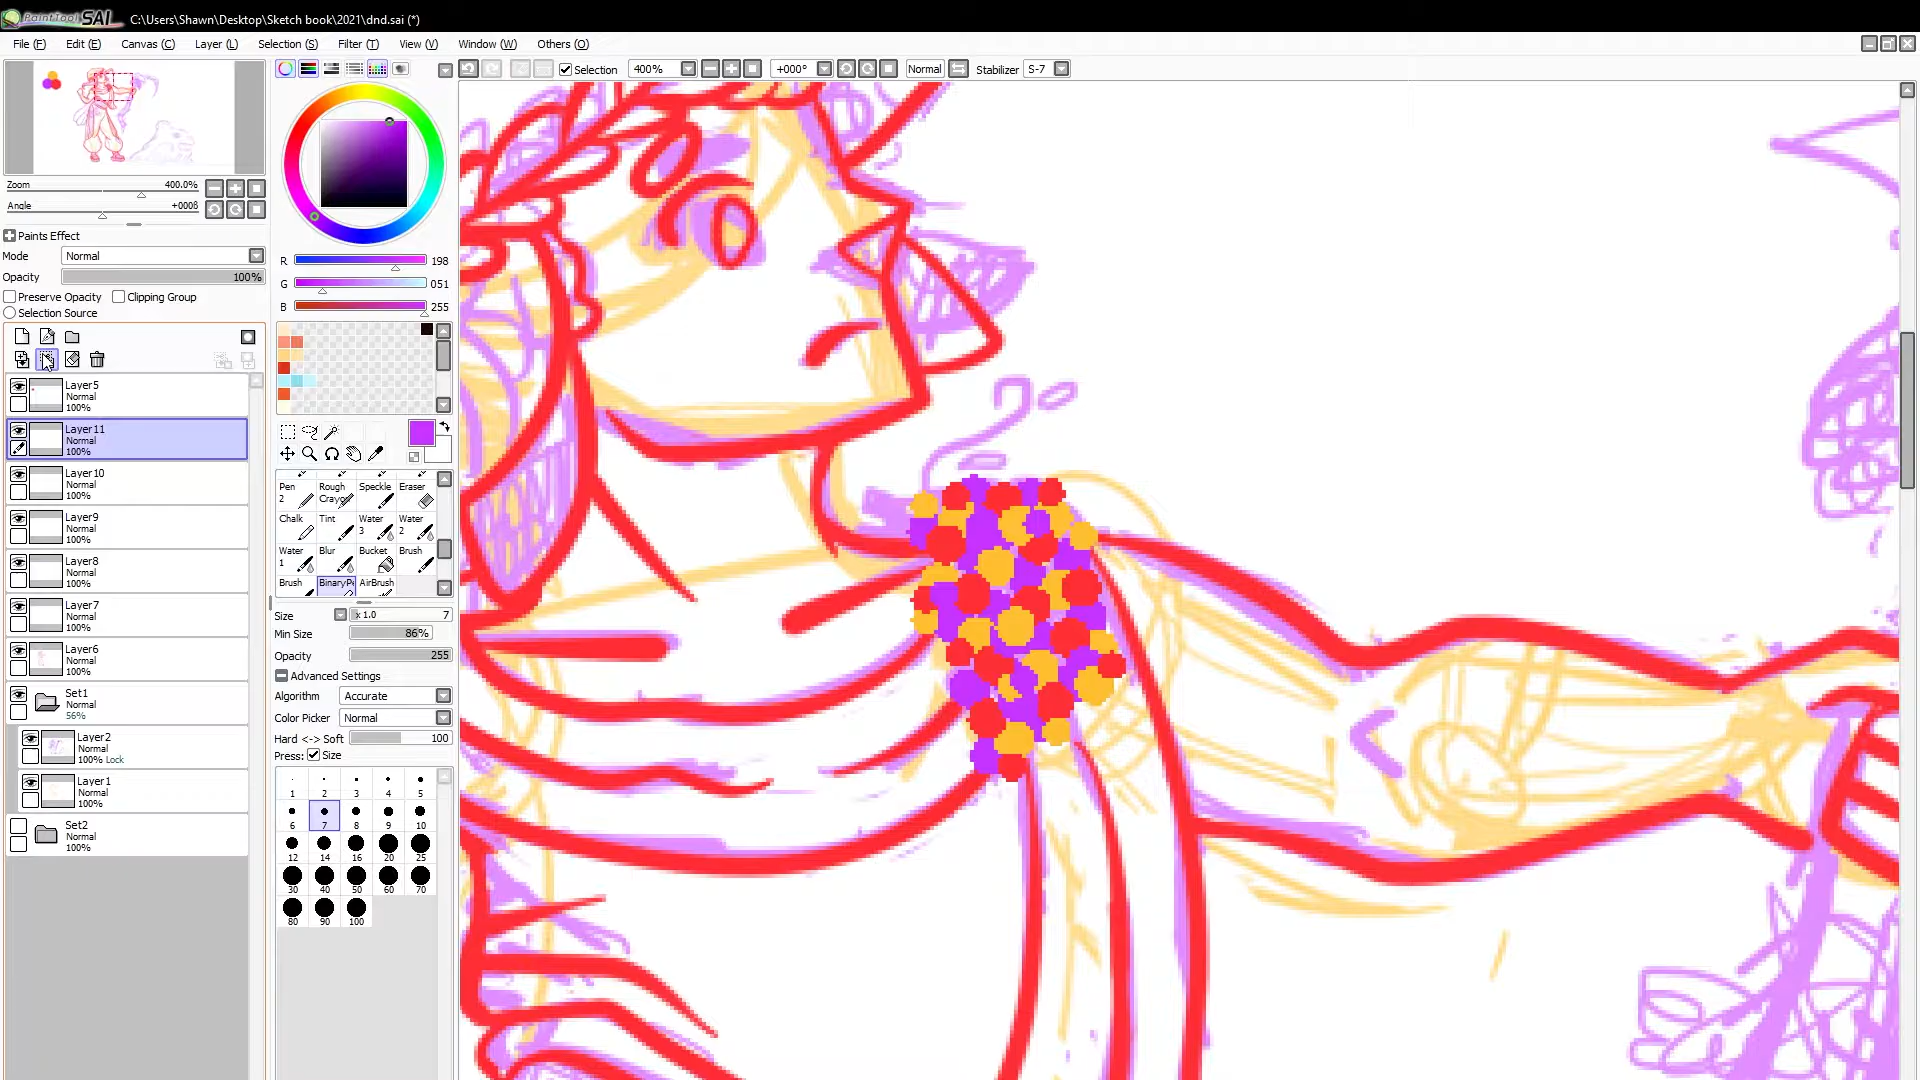 PaintTool SAI C:\Users\Shawn\Desktop\Sketch book\2021\dnd.sai (*)
File (F) Edit (E) Canvas (C) Layer (L) Selection (S) Filter (T) View (V) Window (W) Others (O)
Selection 400% +000° Normal Stabilizer S-7
Zoom 400.0%
Angle +000ß
Paints Effect
Mode Normal
Opacity 100%
Preserve Opacity Clipping Group
Selection Source
Layer5
Normal
100%
Layer11
Normal
100%
Layer10
Normal
100%
Layer9
Normal
100%
Layer8
Normal
100%
Layer7
Normal
100%
Layer6
Normal
100%
Set1
Normal
56%
Layer2
Normal
100% Lock
Layer1
Normal
100%
Set2
Normal
100%
R 198
G 051
B 255
Pen 2 Rough Crayon Speckle Eraser
Chalk Tint Water 3 Water 2
Water 1 Blur Bucket Brush
Brush BinaryPe AirBrush
Size x 1.0 7
Min Size 86%
Opacity 255
Advanced Settings
Algorithm Accurate
Color Picker Normal
Hard <-> Soft 100
Press: Size
1 2 3 4 5
6 7 8 9 10
12 14 16 20 25
30 40 50 60 70
80 90 100